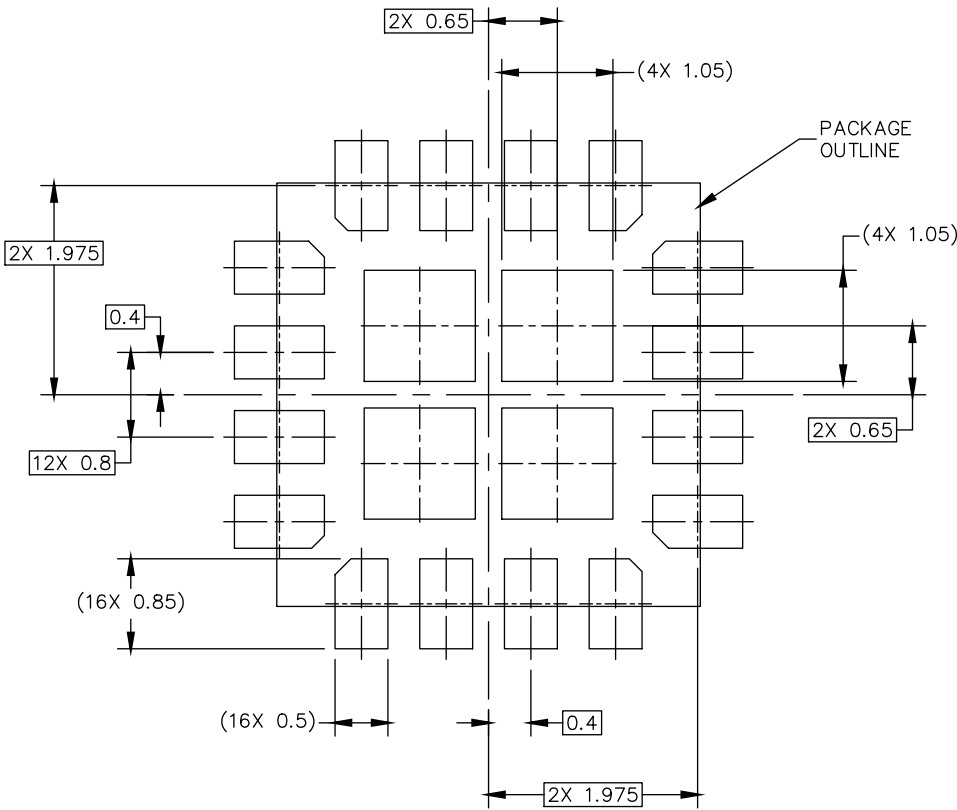 2X 0.65
(4X 1.05)
PACKAGE
OUTLINE
2X 1.975
(4X 1.05)
0.4
2X 0.65
12X 0.8
(16X 0.85)
(16X 0.5)
0.4
2X 1.975